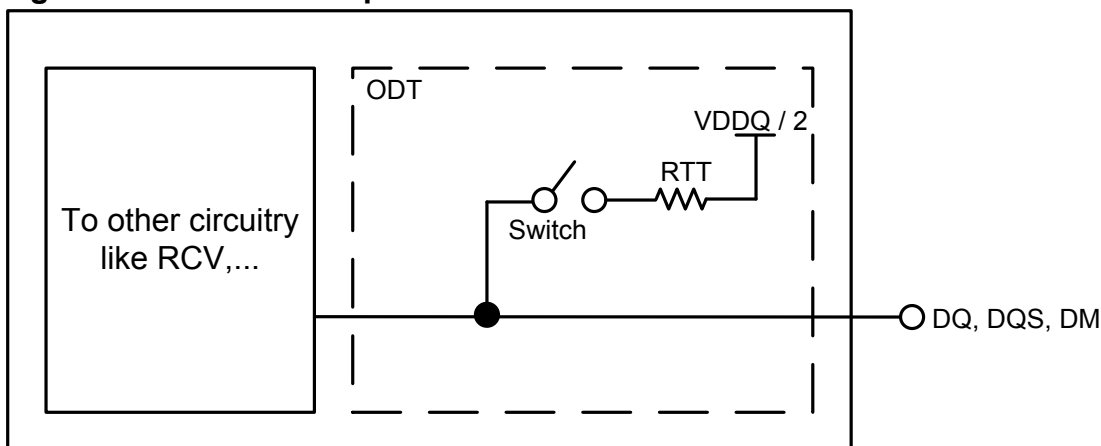 ODT
VDDQ / 2
RTT
Switch
To other circuitry
like RCV,...
DQ, DQS, DM